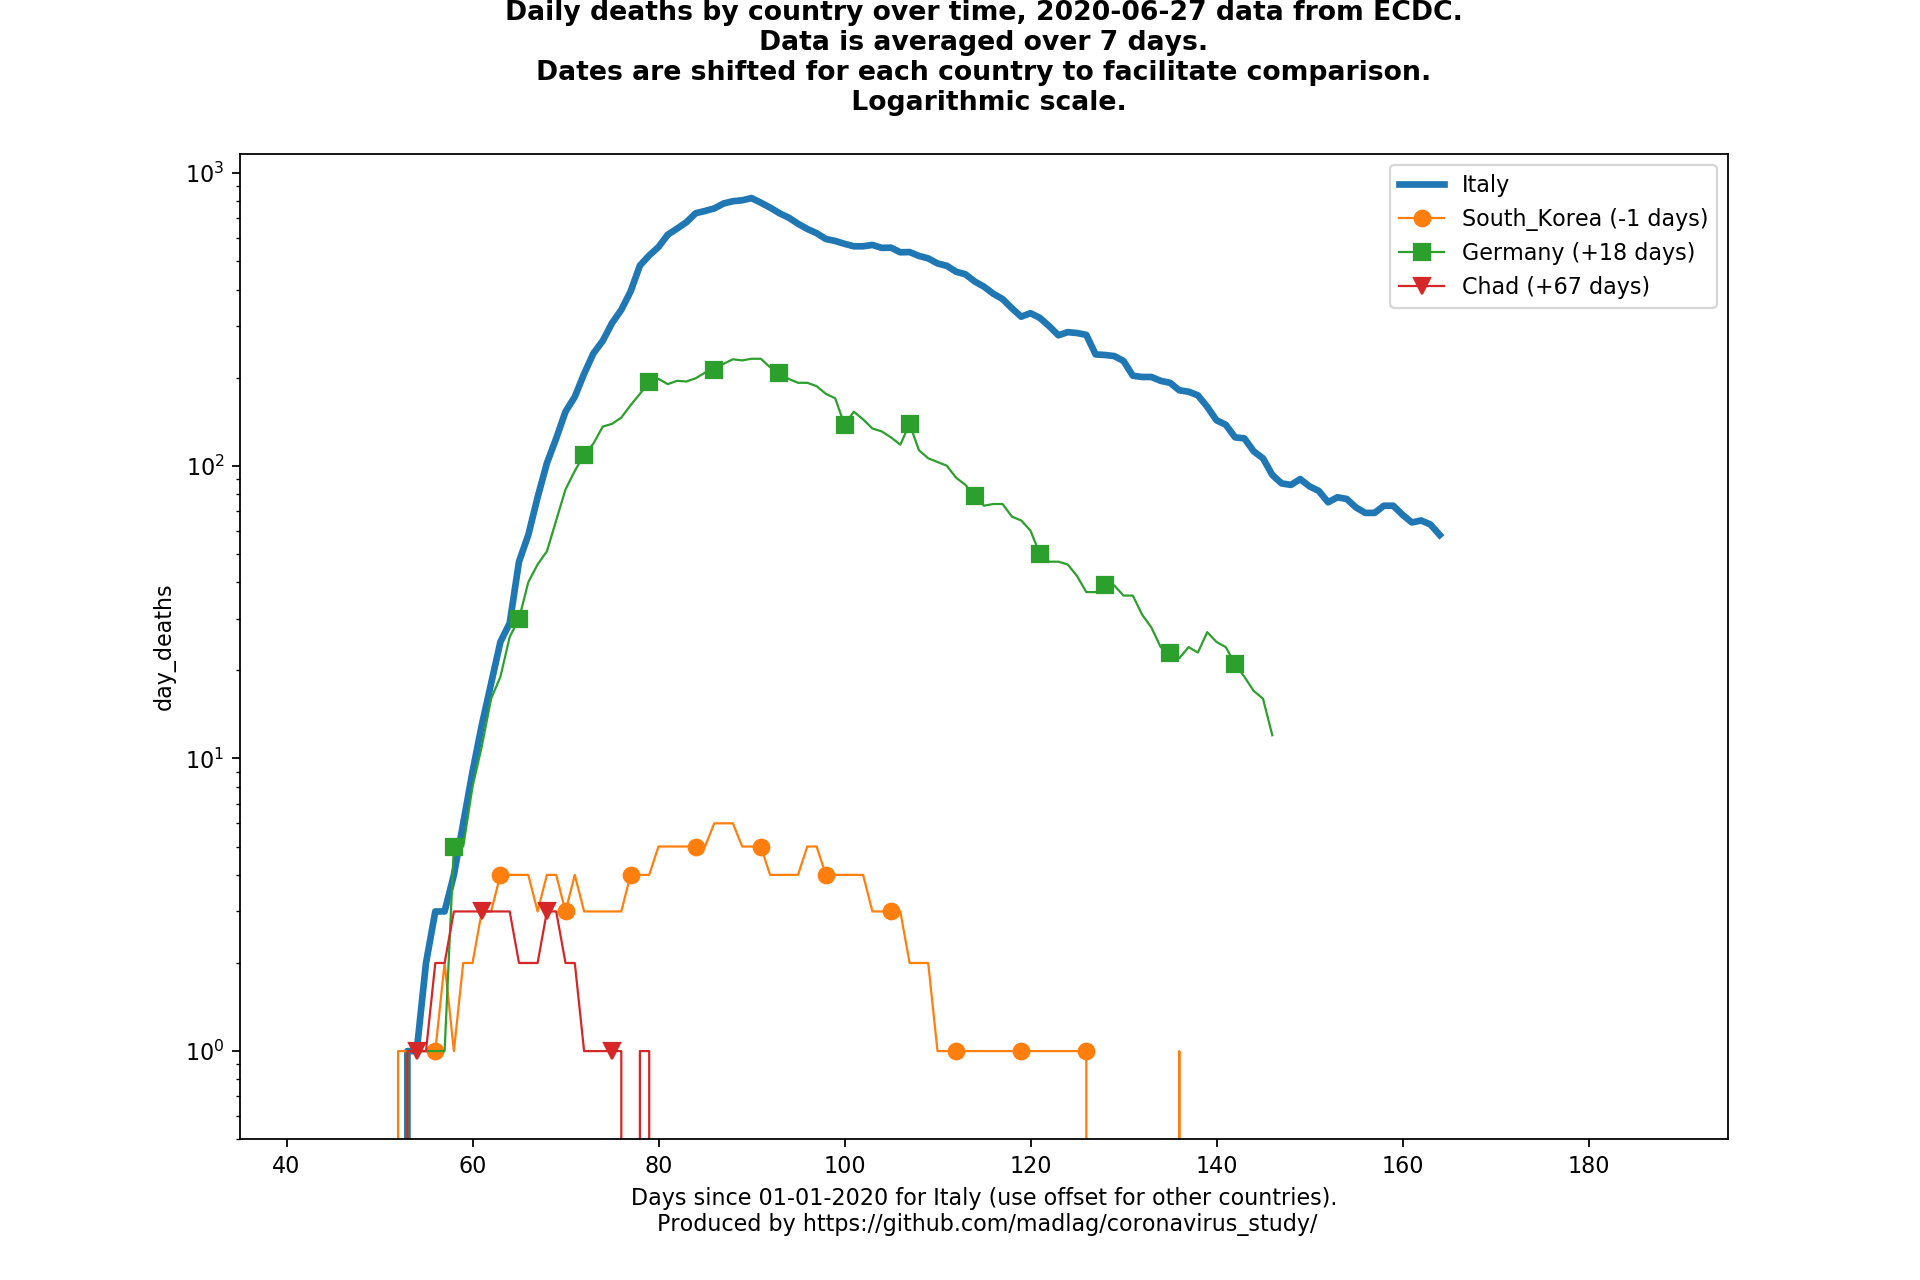 Daily deaths by country over time, 2020-06-27 data from ECDC.
Data is averaged over 7 days.
Dates are shifted for each country to facilitate comparison.
Logarithmic scale.
10³
10²
10¹
10⁰
day_deaths
Italy
South_Korea (-1 days)
Germany (+18 days)
Chad (+67 days)
40 60 80 100 120 140 160 180
Days since 01-01-2020 for Italy (use offset for other countries).
Produced by https://github.com/madlag/coronavirus_study/